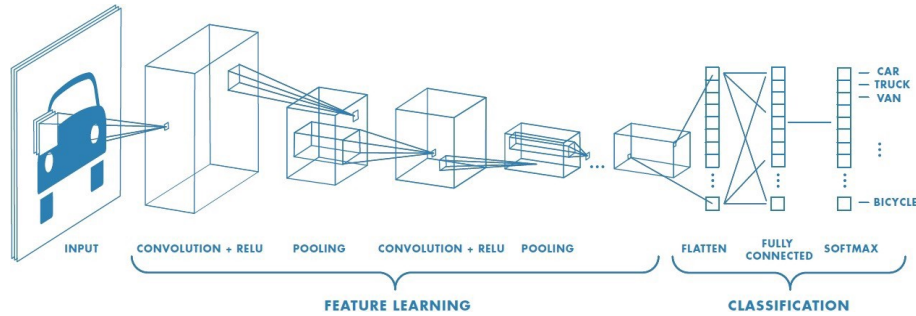 CAR
TRUCK
VAN
BICYCLE
INPUT
CONVOLUTION + RELU
POOLING
CONVOLUTION + RELU
POOLING
FLATTEN
FULLY
CONNECTED
SOFTMAX
FEATURE LEARNING
CLASSIFICATION